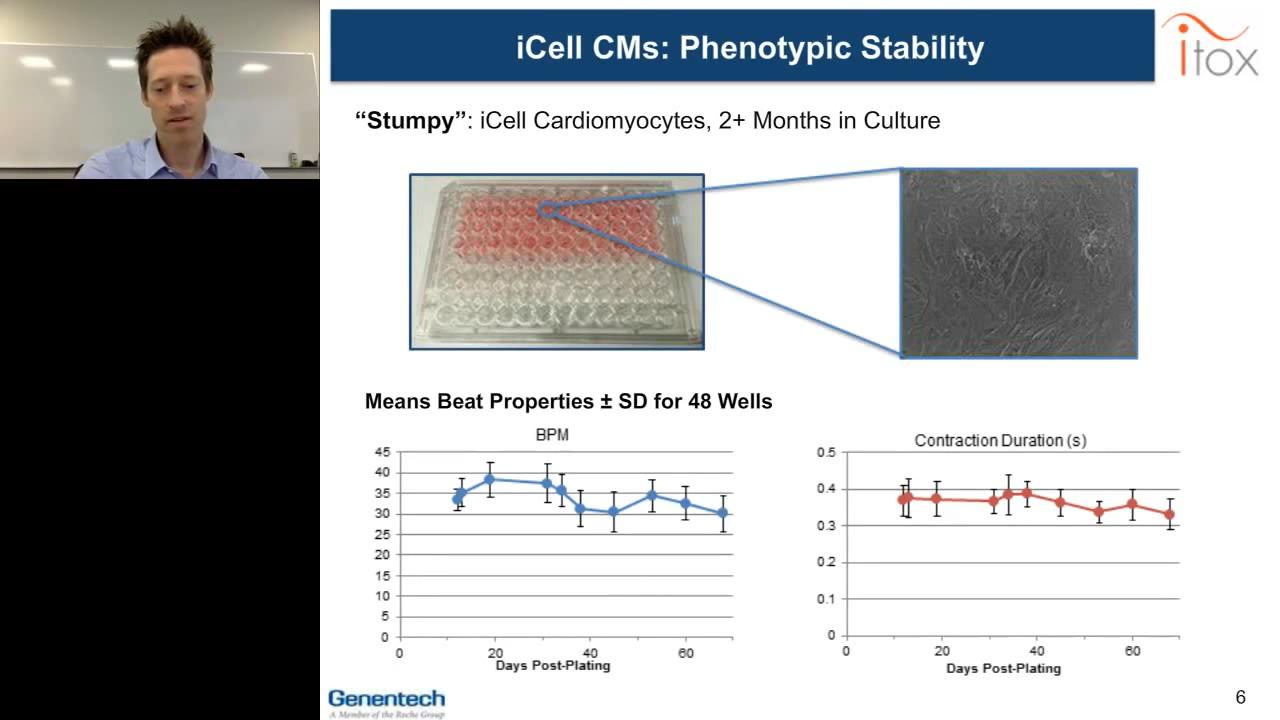 iCell CMs: Phenotypic Stability
itox
“Stumpy”: iCell Cardiomyocytes, 2+ Months in Culture
Means Beat Properties ± SD for 48 Wells
BPM
45
40
35
30
25
20
15
10
5
0
0
20
40
60
Days Post-Plating
Contraction Duration (s)
0.5
0.4
0.3
0.2
0.1
0
0
20
40
60
Days Post-Plating
Genentech
A Member of the Roche Group
6